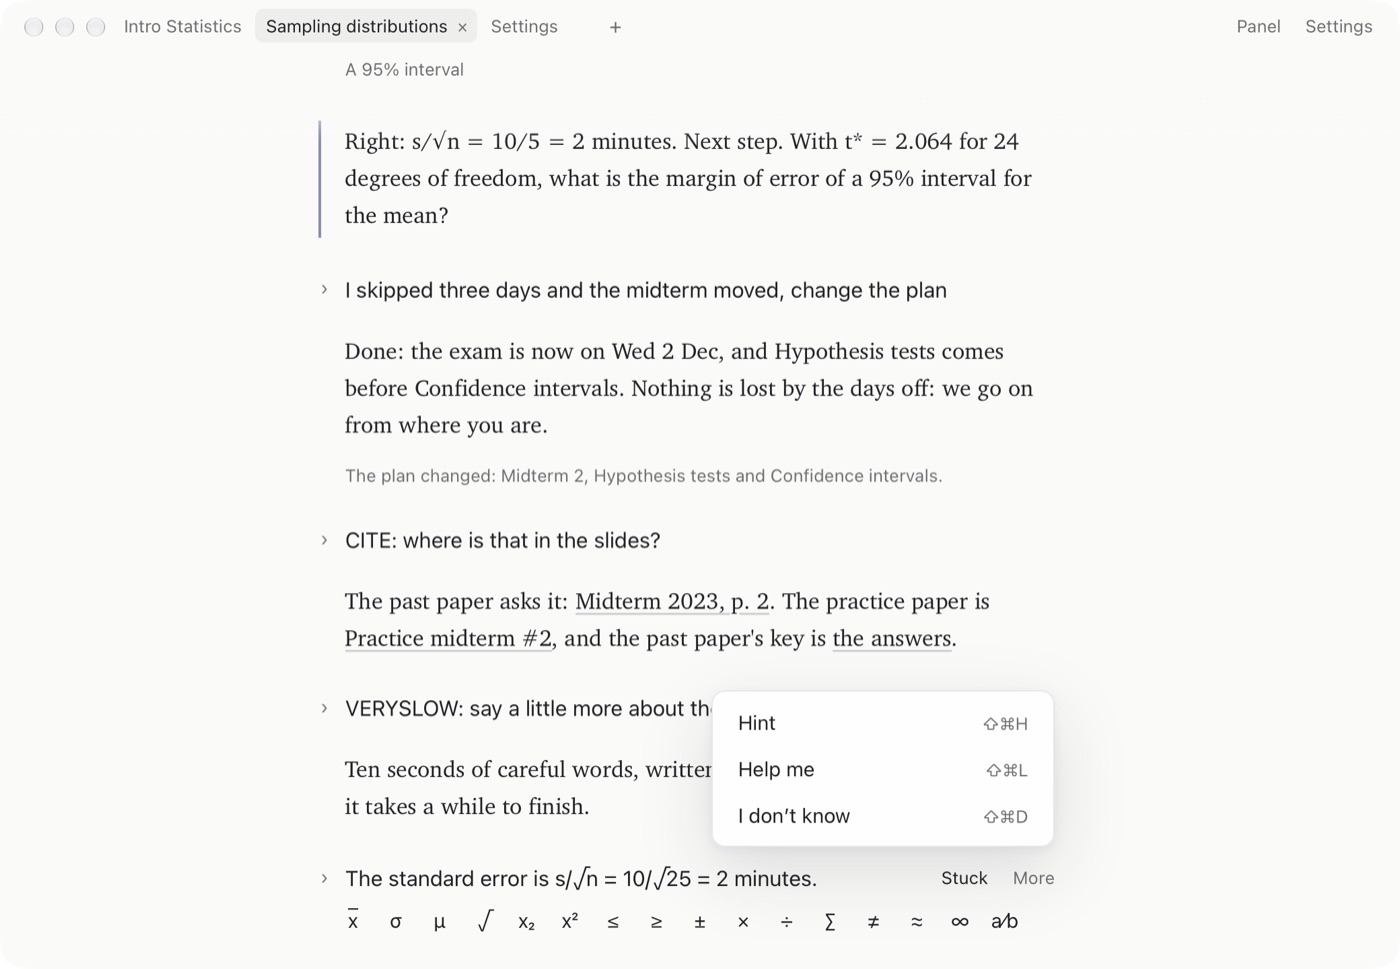 Intro Statistics
Sampling distributions ×
Settings
+
Panel
Settings
A 95% interval
Right: s/√n = 10/5 = 2 minutes. Next step. With t* = 2.064 for 24
degrees of freedom, what is the margin of error of a 95% interval for
the mean?
› I skipped three days and the midterm moved, change the plan
Done: the exam is now on Wed 2 Dec, and Hypothesis tests comes
before Confidence intervals. Nothing is lost by the days off: we go on
from where you are.
The plan changed: Midterm 2, Hypothesis tests and Confidence intervals.
› CITE: where is that in the slides?
The past paper asks it: Midterm 2023, p. 2. The practice paper is
Practice midterm #2, and the past paper's key is the answers.
› VERYSLOW: say a little more about
Ten seconds of careful words,
it takes a while to finish.
Hint ⇧⌘H
Help me ⇧⌘L
I don’t know ⇧⌘D
› The standard error is s/√n = 10/√25 = 2 minutes.
Stuck More
x̅ σ μ √ x₂ x² ≤ ≥ ± × ÷ ∑ ≠ ≈ ∞ a⁄b